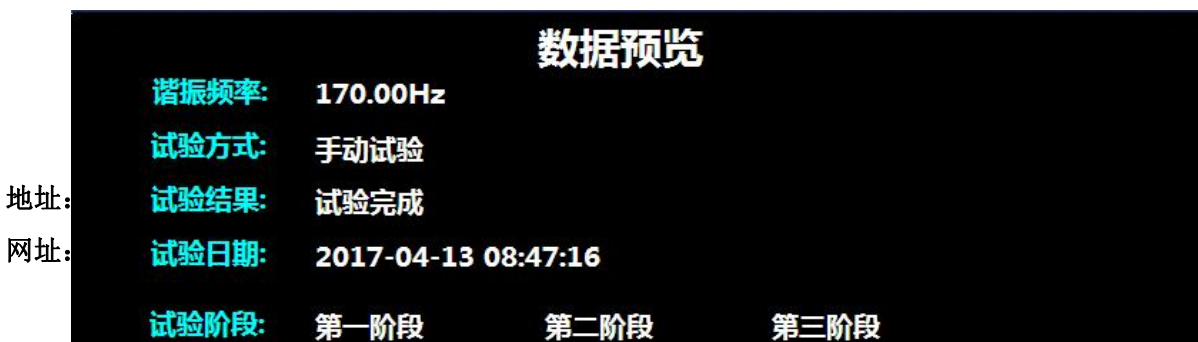 数据预览
谐振频率: 170.00Hz
试验方式: 手动试验
地址: 试验结果: 试验完成
网址: 试验日期: 2017-04-13 08:47:16
试验阶段: 第一阶段 第二阶段 第三阶段